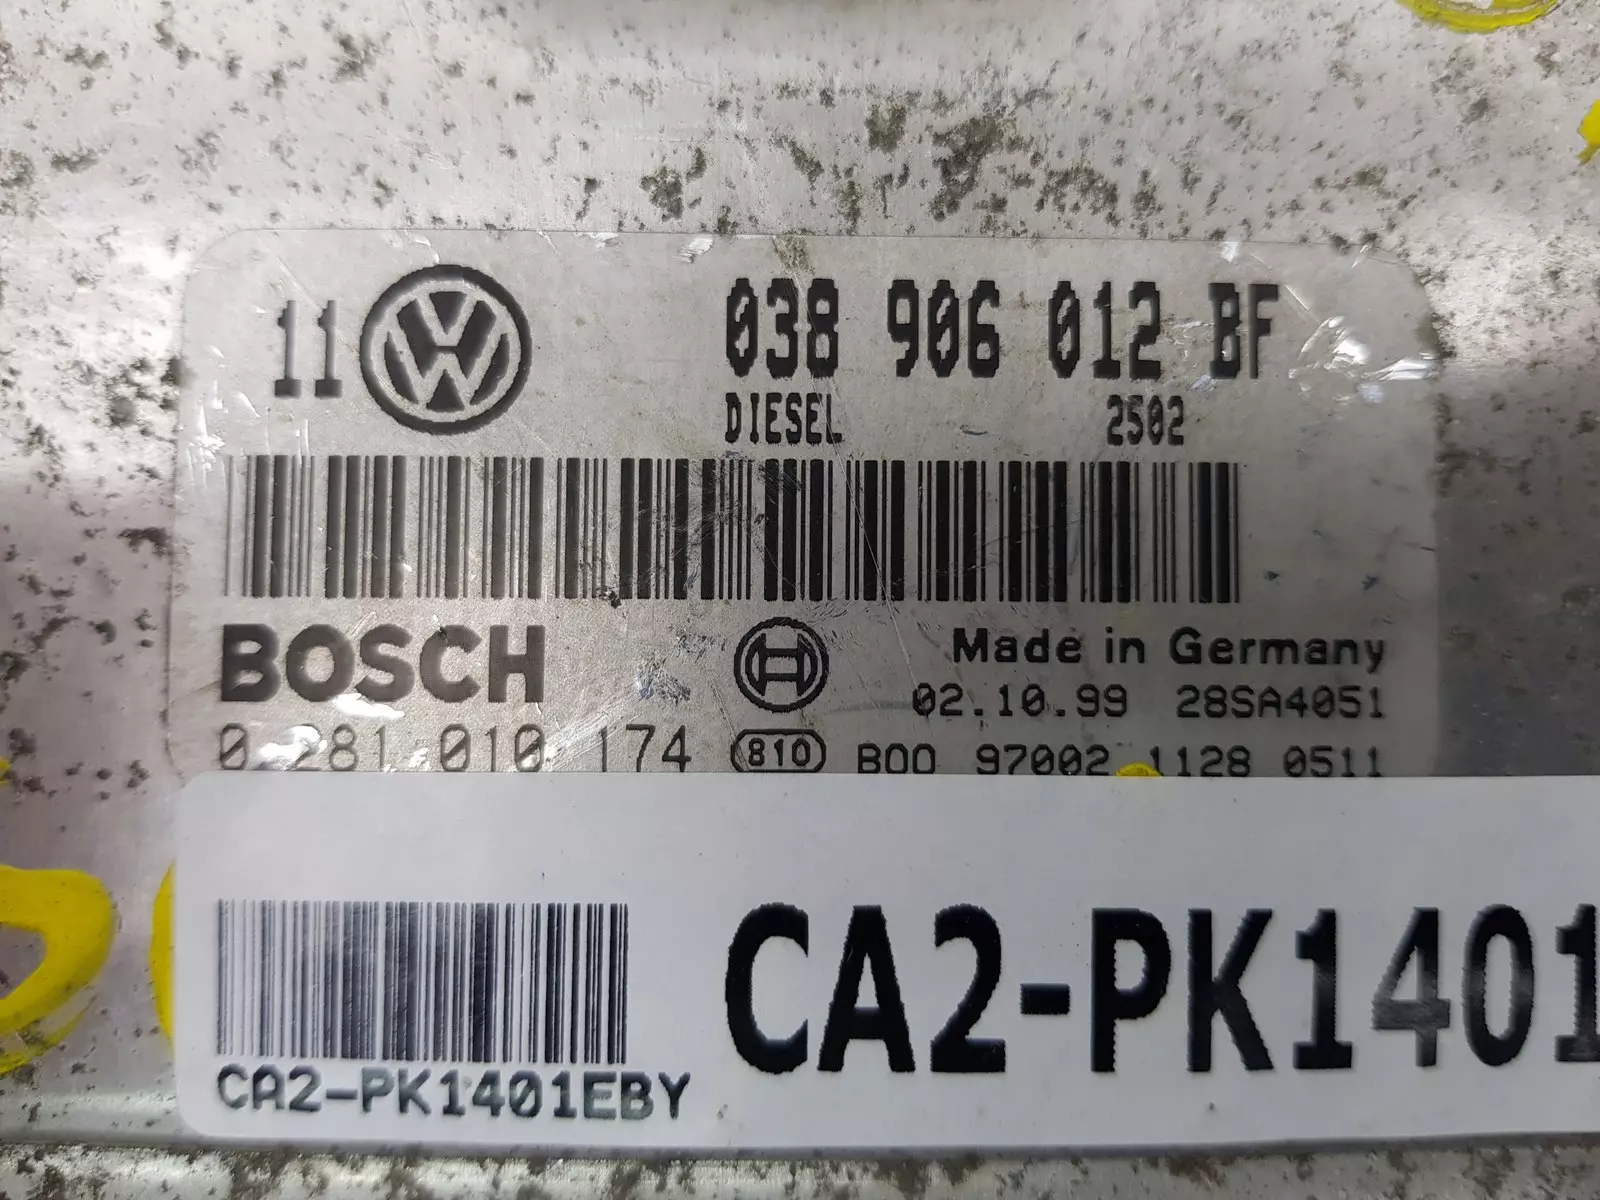 11 038 906 012 BF
DIESEL 2502
BOSCH Made in Germany
02.10.99 28SA4051
0 281 010 174 810 B00 97002 1128 0511
CA2-PK1401
CA2-PK1401EBY